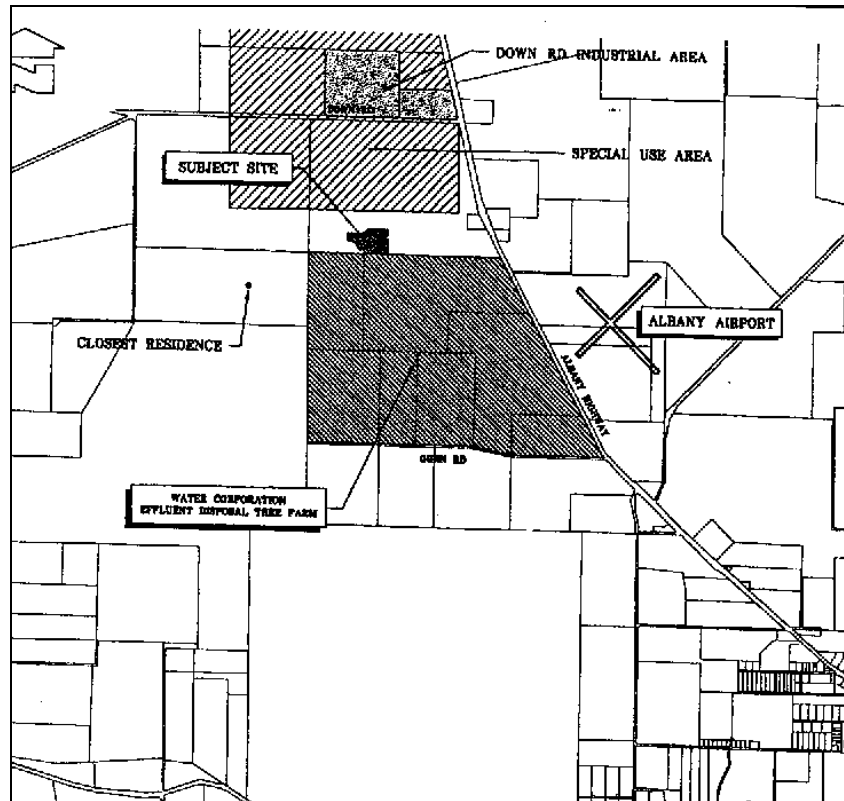 DOWN RD INDUSTRIAL AREA
SPECIAL USE AREA
SUBJECT SITE
ALBANY AIRPORT
CLOSEST RESIDENCE
ALBANY HIGHWAY
RD
WATER CORPORATION
EFFLUENT DISPOSAL TREE FARM